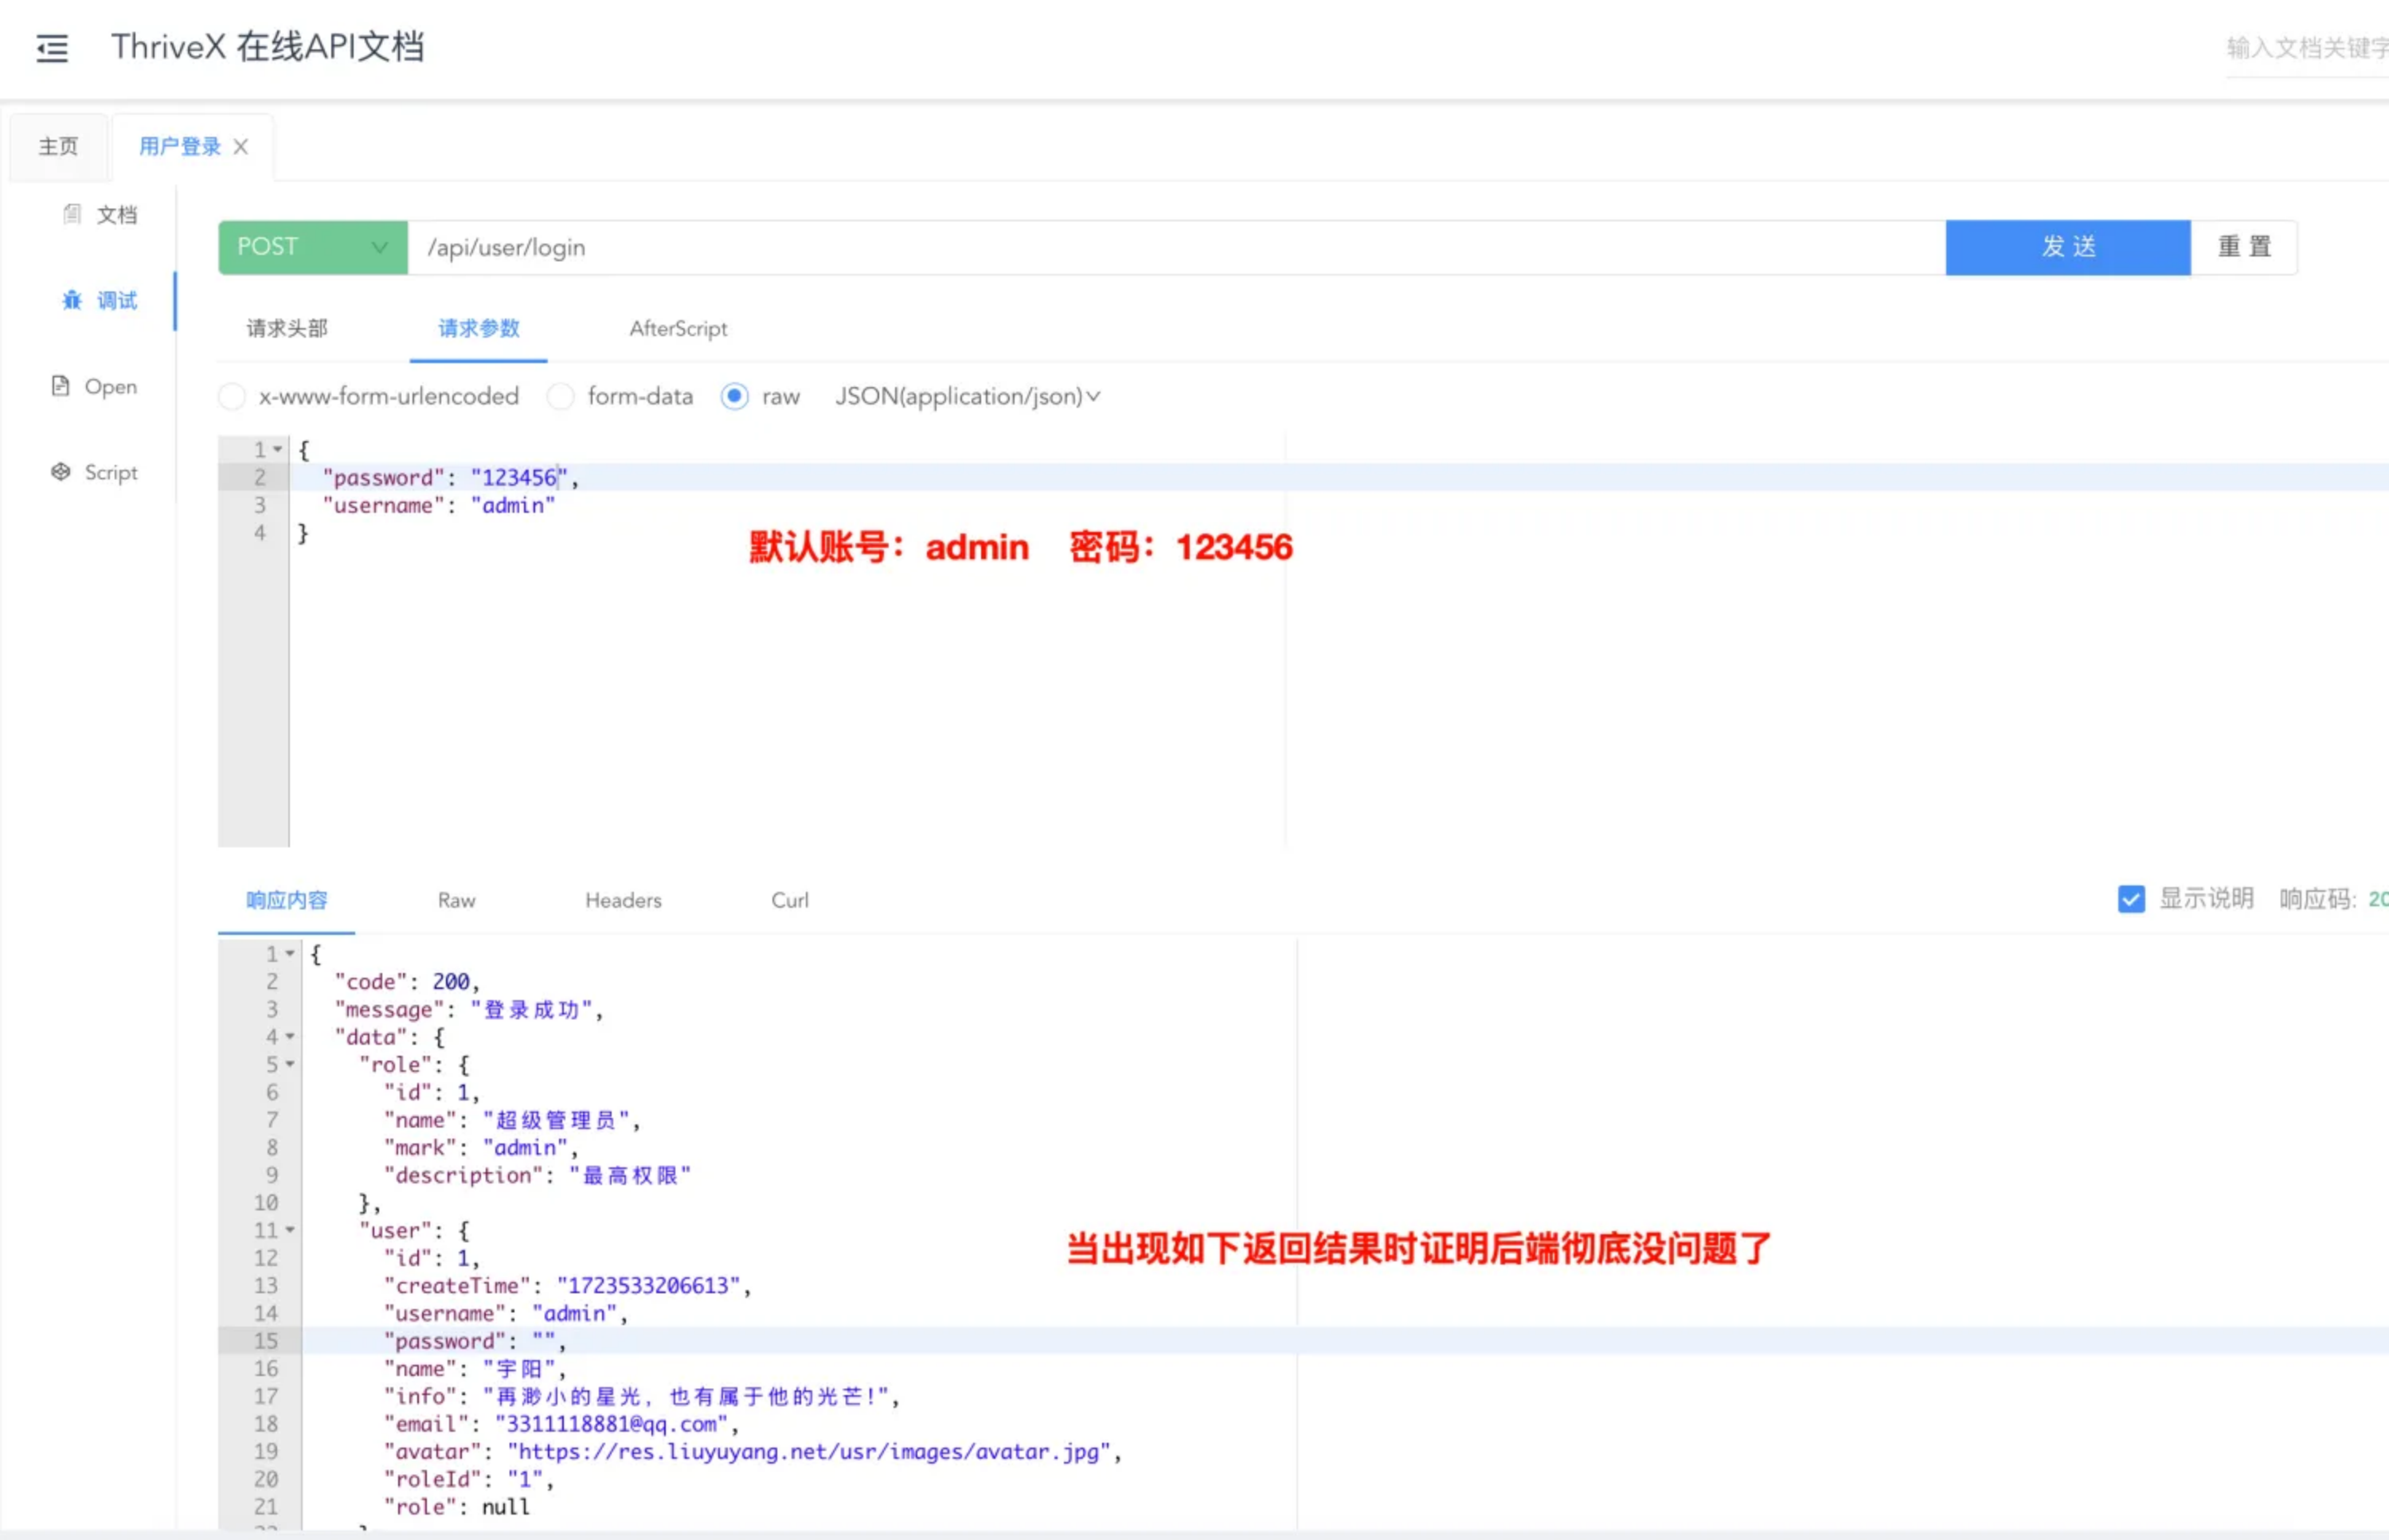 ThriveX 在线API文档
输入文档关键字
主页
用户登录
文档
调试
Open
Script
POST
/api/user/login
发 送
重 置
请求头部
请求参数
AfterScript
x-www-form-urlencoded
form-data
raw
JSON(application/json)
1 {
2 "password": "123456",
3 "username": "admin"
4 }
默认账号：admin 密码：123456
响应内容
Raw
Headers
Curl
显示说明
响应码: 20
1 {
2 "code": 200,
3 "message": "登录成功",
4 "data": {
5 "role": {
6 "id": 1,
7 "name": "超级管理员",
8 "mark": "admin",
9 "description": "最高权限"
10 },
11 "user": {
当出现如下返回结果时证明后端彻底没问题了
12 "id": 1,
13 "createTime": "1723533206613",
14 "username": "admin",
15 "password": "",
16 "name": "宇阳",
17 "info": "再渺小的星光，也有属于他的光芒!",
18 "email": "3311118881@qq.com",
19 "avatar": "https://res.liuyuyang.net/usr/images/avatar.jpg",
20 "roleId": "1",
21 "role": null